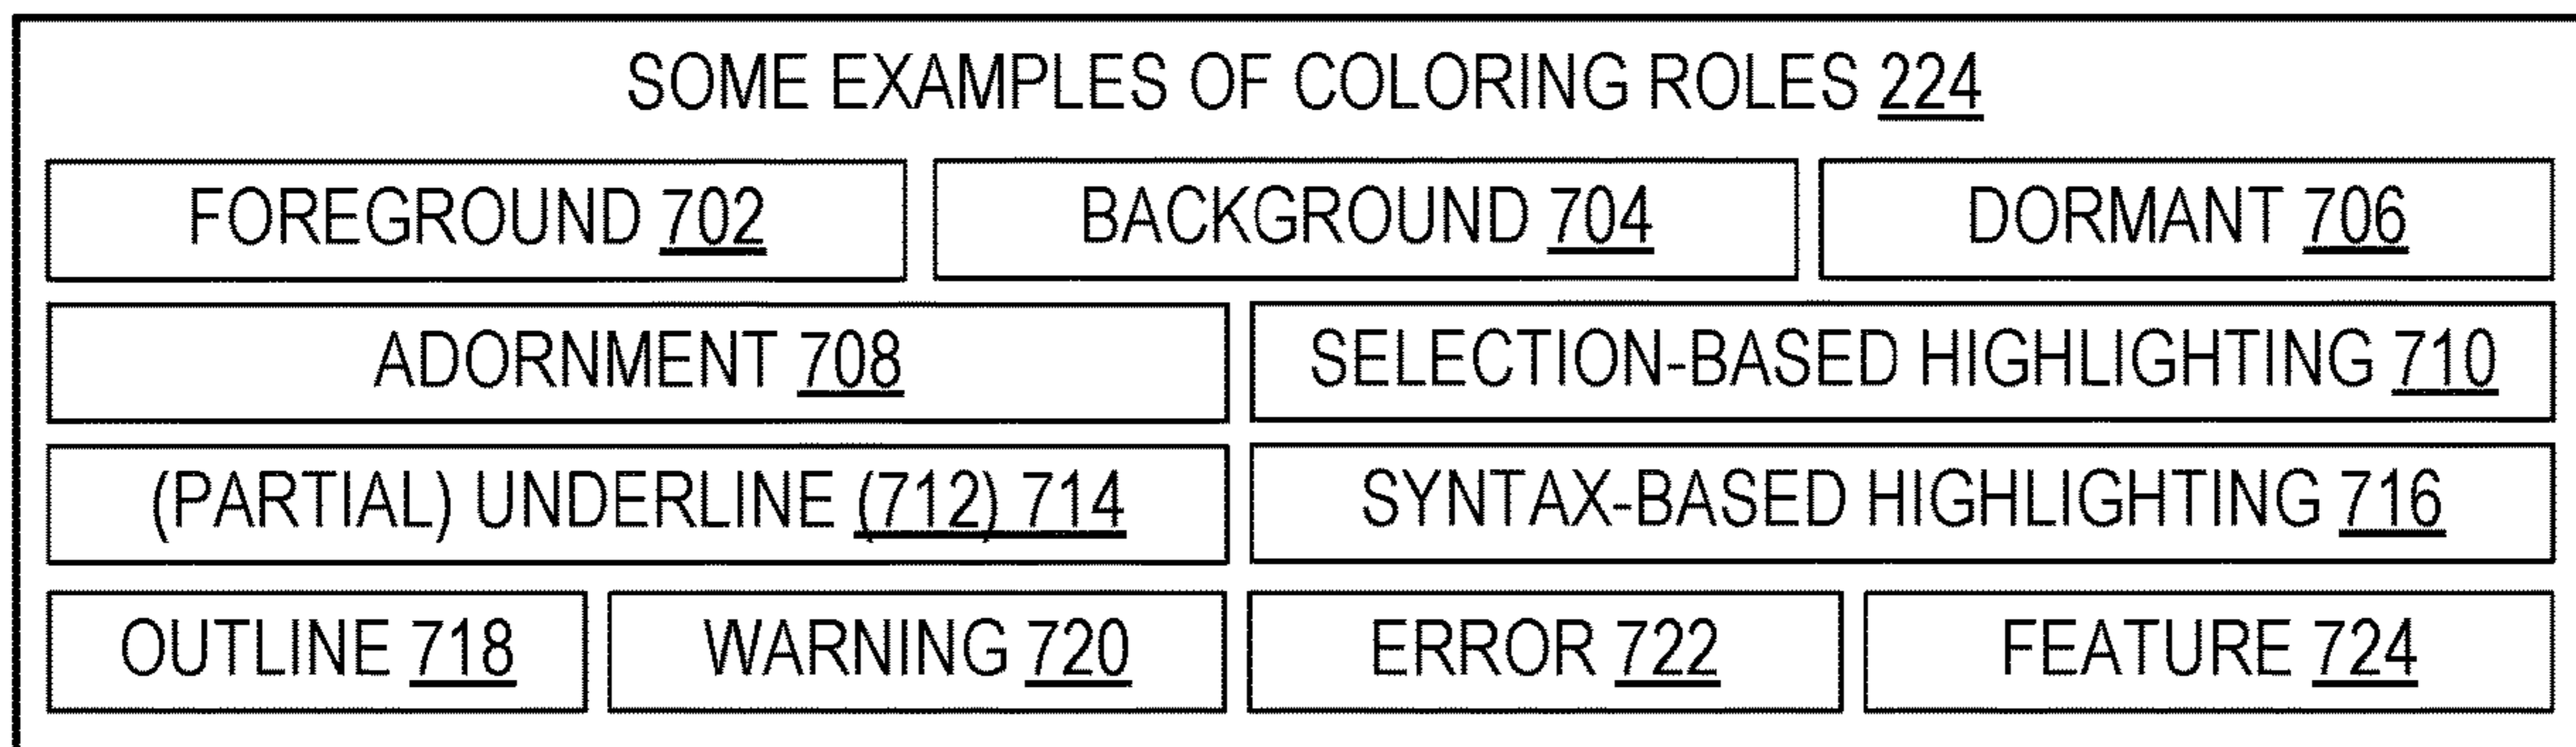 SOME EXAMPLES OF COLORING ROLES 224
FOREGROUND 702
BACKGROUND 704
DORMANT 706
ADORNMENT 708
SELECTION-BASED HIGHLIGHTING 710
(PARTIAL) UNDERLINE (712) 714
SYNTAX-BASED HIGHLIGHTING 716
OUTLINE 718
WARNING 720
ERROR 722
FEATURE 724